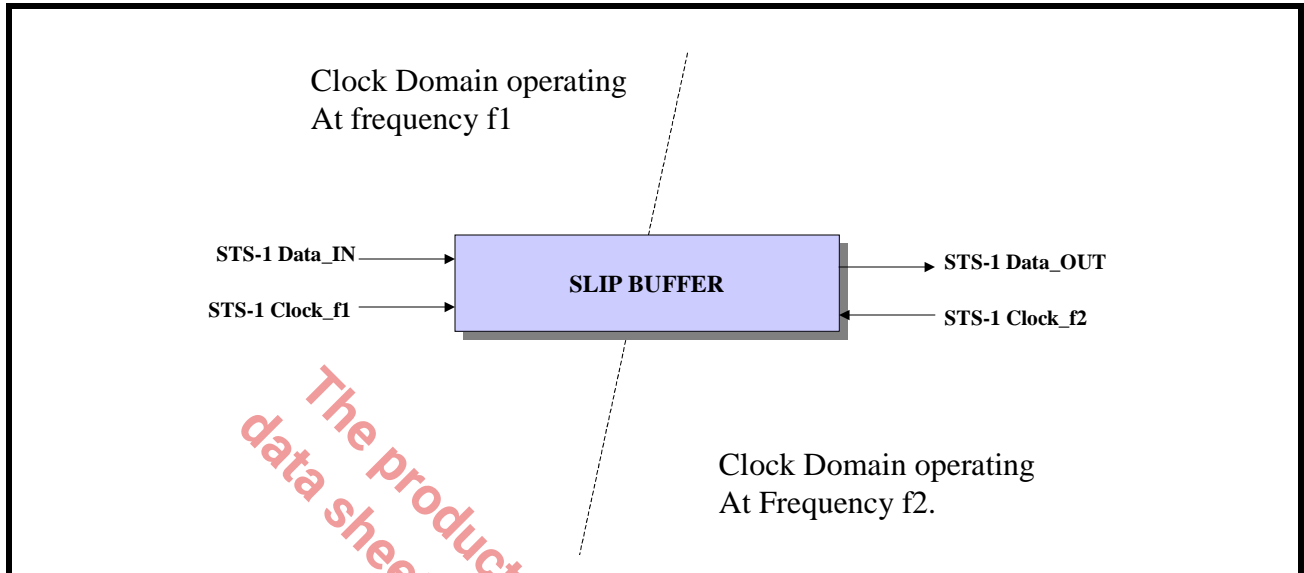 Clock Domain operating
At frequency f1
STS-1 Data_IN
STS-1 Clock_f1
SLIP BUFFER
STS-1 Data_OUT
STS-1 Clock_f2
Clock Domain operating
At Frequency f2.
The product
data shee